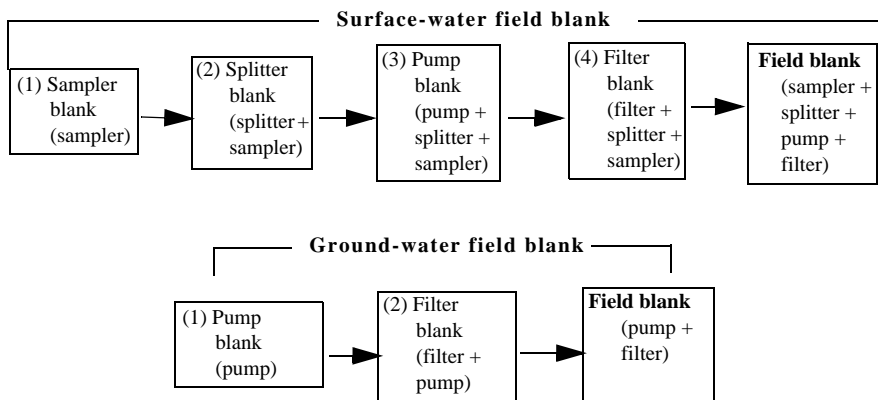 Surface-water field blank
(1) Sampler
blank
(sampler)
(2) Splitter
blank
(splitter +
sampler)
(3) Pump
blank
(pump +
splitter +
sampler)
(4) Filter
blank
(filter +
splitter +
sampler)
Field blank
(sampler +
splitter +
pump +
filter)
Ground-water field blank
(1) Pump
blank
(pump)
(2) Filter
blank
(filter +
pump)
Field blank
(pump +
filter)